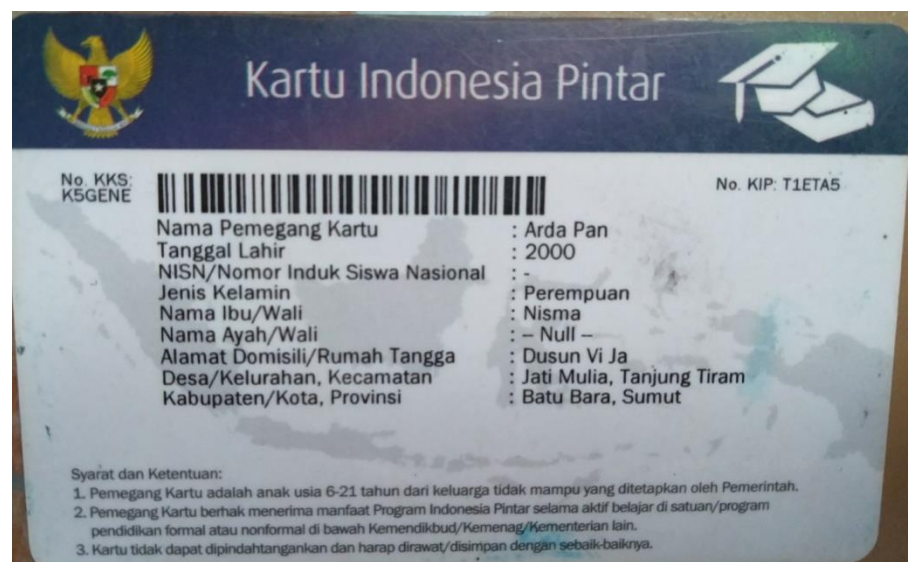 Kartu Indonesia Pintar
No. KKS:
K5GENE
No. KIP: T1ETA5
Nama Pemegang Kartu : Arda Pan
Tanggal Lahir : 2000
NISN/Nomor Induk Siswa Nasional : -
Jenis Kelamin : Perempuan
Nama Ibu/Wali : Nisma
Nama Ayah/Wali : – Null –
Alamat Domisili/Rumah Tangga : Dusun Vi Ja
Desa/Kelurahan, Kecamatan : Jati Mulia, Tanjung Tiram
Kabupaten/Kota, Provinsi : Batu Bara, Sumut
Syarat dan Ketentuan:
1. Pemegang Kartu adalah anak usia 6-21 tahun dari keluarga tidak mampu yang ditetapkan oleh Pemerintah.
2. Pemegang Kartu berhak menerima manfaat Program Indonesia Pintar selama aktif belajar di satuan/program
pendidikan formal atau nonformal di bawah Kemendikbud/Kemenag/Kementerian lain.
3. Kartu tidak dapat dipindahtangankan dan harap dirawat/disimpan dengan sebaik-baiknya.